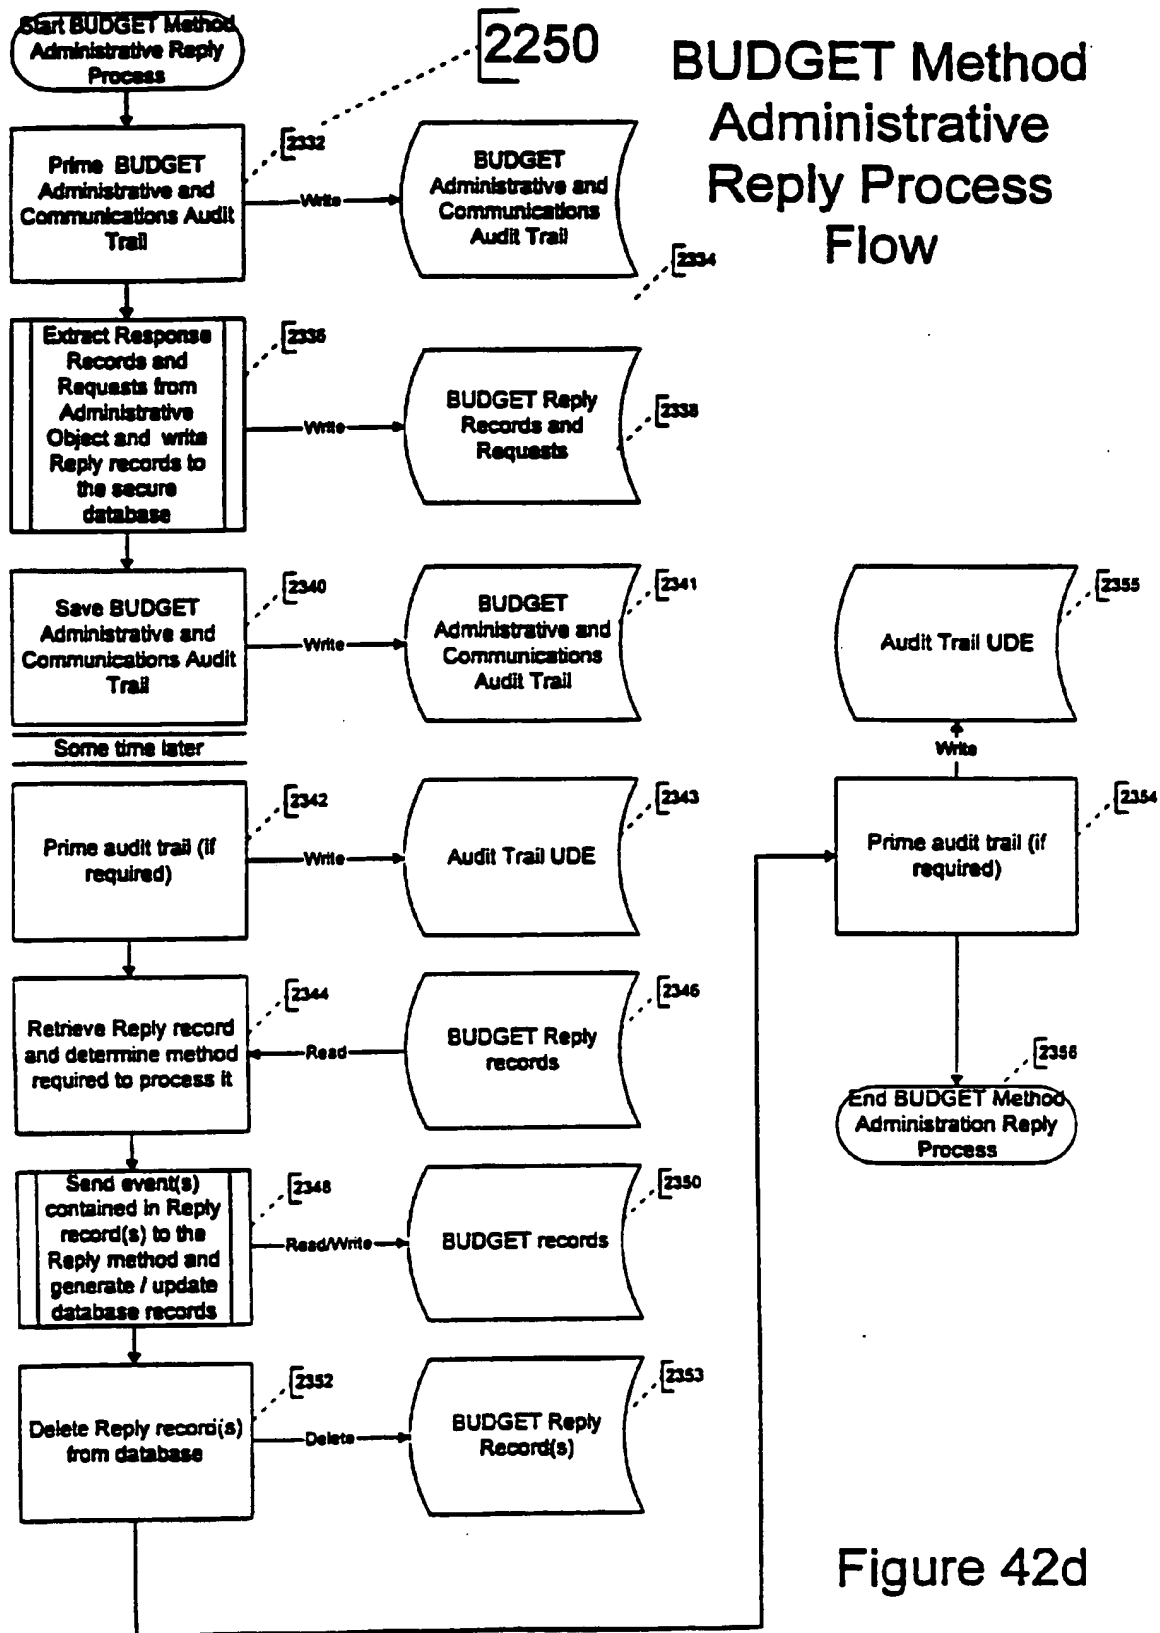 Start BUDGET Method
Administrative Reply
Process
2250
BUDGET Method
Administrative
Reply Process
Flow
2332
Prime BUDGET
Administrative and
Communications Audit
Trail
Write
BUDGET
Administrative and
Communications
Audit Trail
2334
Extract Response
Records and
Requests from
Administrative
Object and write
Reply records to
the secure
database
2336
Write
BUDGET Reply
Records and
Requests
2338
Save BUDGET
Administrative and
Communications Audit
Trail
2340
Write
BUDGET
Administrative and
Communications
Audit Trail
2341
Some time later
Prime audit trail (if
required)
2342
Write
Audit Trail UDE
2343
Retrieve Reply record
and determine method
required to process it
2344
Read
BUDGET Reply
records
2346
Send event(s)
contained in Reply
record(s) to the
Reply method and
generate / update
database records
2348
Read/Write
BUDGET records
2350
Delete Reply record(s)
from database
2352
Delete
BUDGET Reply
Record(s)
2353
Audit Trail UDE
2355
Write
Prime audit trail (if
required)
2354
2356
End BUDGET Method
Administration Reply
Process
Figure 42d